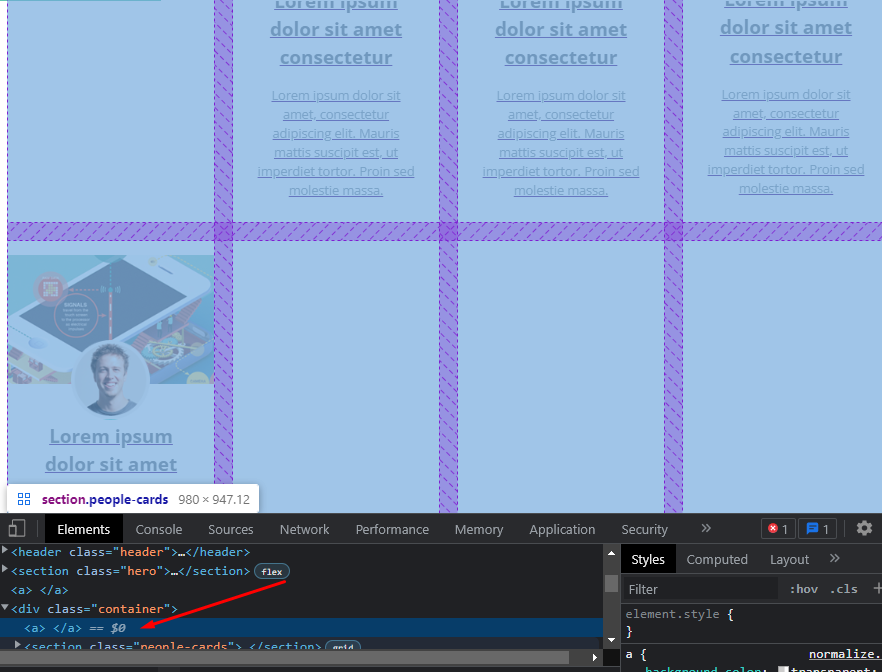 Lorem ipsum
dolor sit amet
consectetur
Lorem ipsum dolor sit
amet, consectetur
adipiscing elit. Mauris
mattis suscipit est, ut
imperdiet tortor. Proin sed
molestie massa.
Lorem ipsum
dolor sit amet
consectetur
Lorem ipsum dolor sit
amet, consectetur
adipiscing elit. Mauris
mattis suscipit est, ut
imperdiet tortor. Proin sed
molestie massa.
Lorem ipsum
dolor sit amet
consectetur
Lorem ipsum dolor sit
amet, consectetur
adipiscing elit. Mauris
mattis suscipit est, ut
imperdiet tortor. Proin sed
molestie massa.
SIGNALS
Lorem ipsum
dolor sit amet
section.people-cards 980 × 947.12
Elements Console Sources Network Performance Memory Application Security » 1 1
<header class="header">…</header>
<section class="hero">…</section> flex
<a> </a>
<div class="container">
<a> </a> == $0
<section class="people-cards"> </section> grid
Styles Computed Layout »
Filter :hov .cls +
element.style {
}
a { normalize.
background-color: transparent;